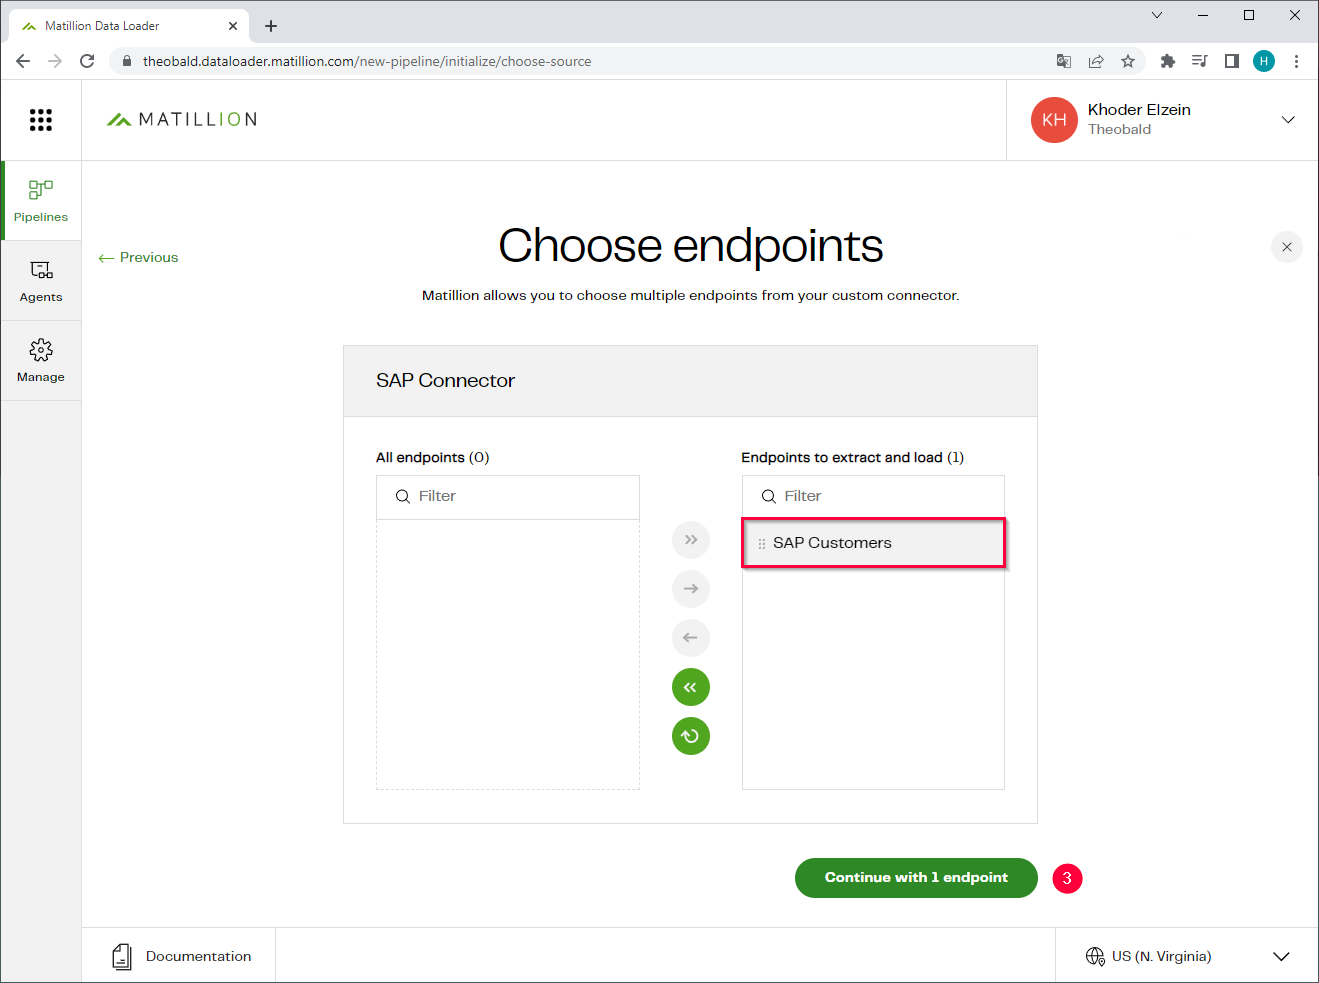 Matillion Data Loader
theobald.dataloader.matillion.com/new-pipeline/initialize/choose-source
H
MATILLION
KH
Khoder Elzein
Theobald
Pipelines
Agents
Manage
← Previous
Choose endpoints
Matillion allows you to choose multiple endpoints from your custom connector.
SAP Connector
All endpoints (0)
Filter
Endpoints to extract and load (1)
Filter
SAP Customers
Continue with 1 endpoint
3
Documentation
US (N. Virginia)